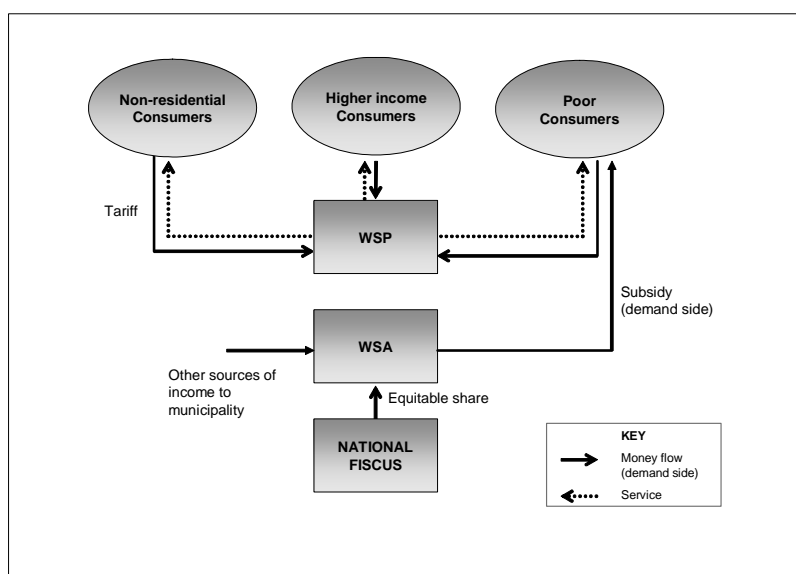 Non-residential
Consumers
Higher income
Consumers
Poor
Consumers
Tariff
WSP
Subsidy
(demand side)
WSA
Other sources of
income to
municipality
Equitable share
NATIONAL
FISCUS
KEY
Money flow
(demand side)
Service